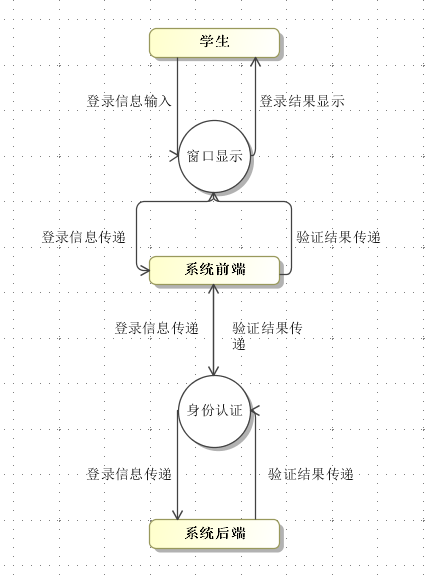 学生
登录信息输入
登录结果显示
窗口显示
登录信息传递
验证结果传递
系统前端
登录信息传递
验证结果传
递
身份认证
登录信息传递
验证结果传递
系统后端